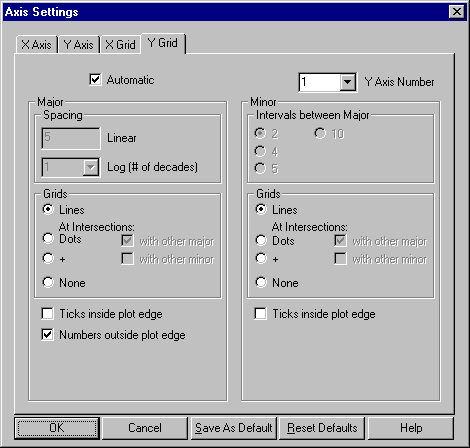 Axis Settings
X Axis Y Axis X Grid Y Grid
Automatic 1 Y Axis Number
Major
Spacing
5 Linear
1 Log (# of decades)
Grids
Lines
At Intersections:
Dots with other major
+ with other minor
None
Ticks inside plot edge
Numbers outside plot edge
Minor
Intervals between Major
2 10
4
5
Grids
Lines
At Intersections:
Dots with other major
+ with other minor
None
Ticks inside plot edge
OK Cancel Save As Default Reset Defaults Help